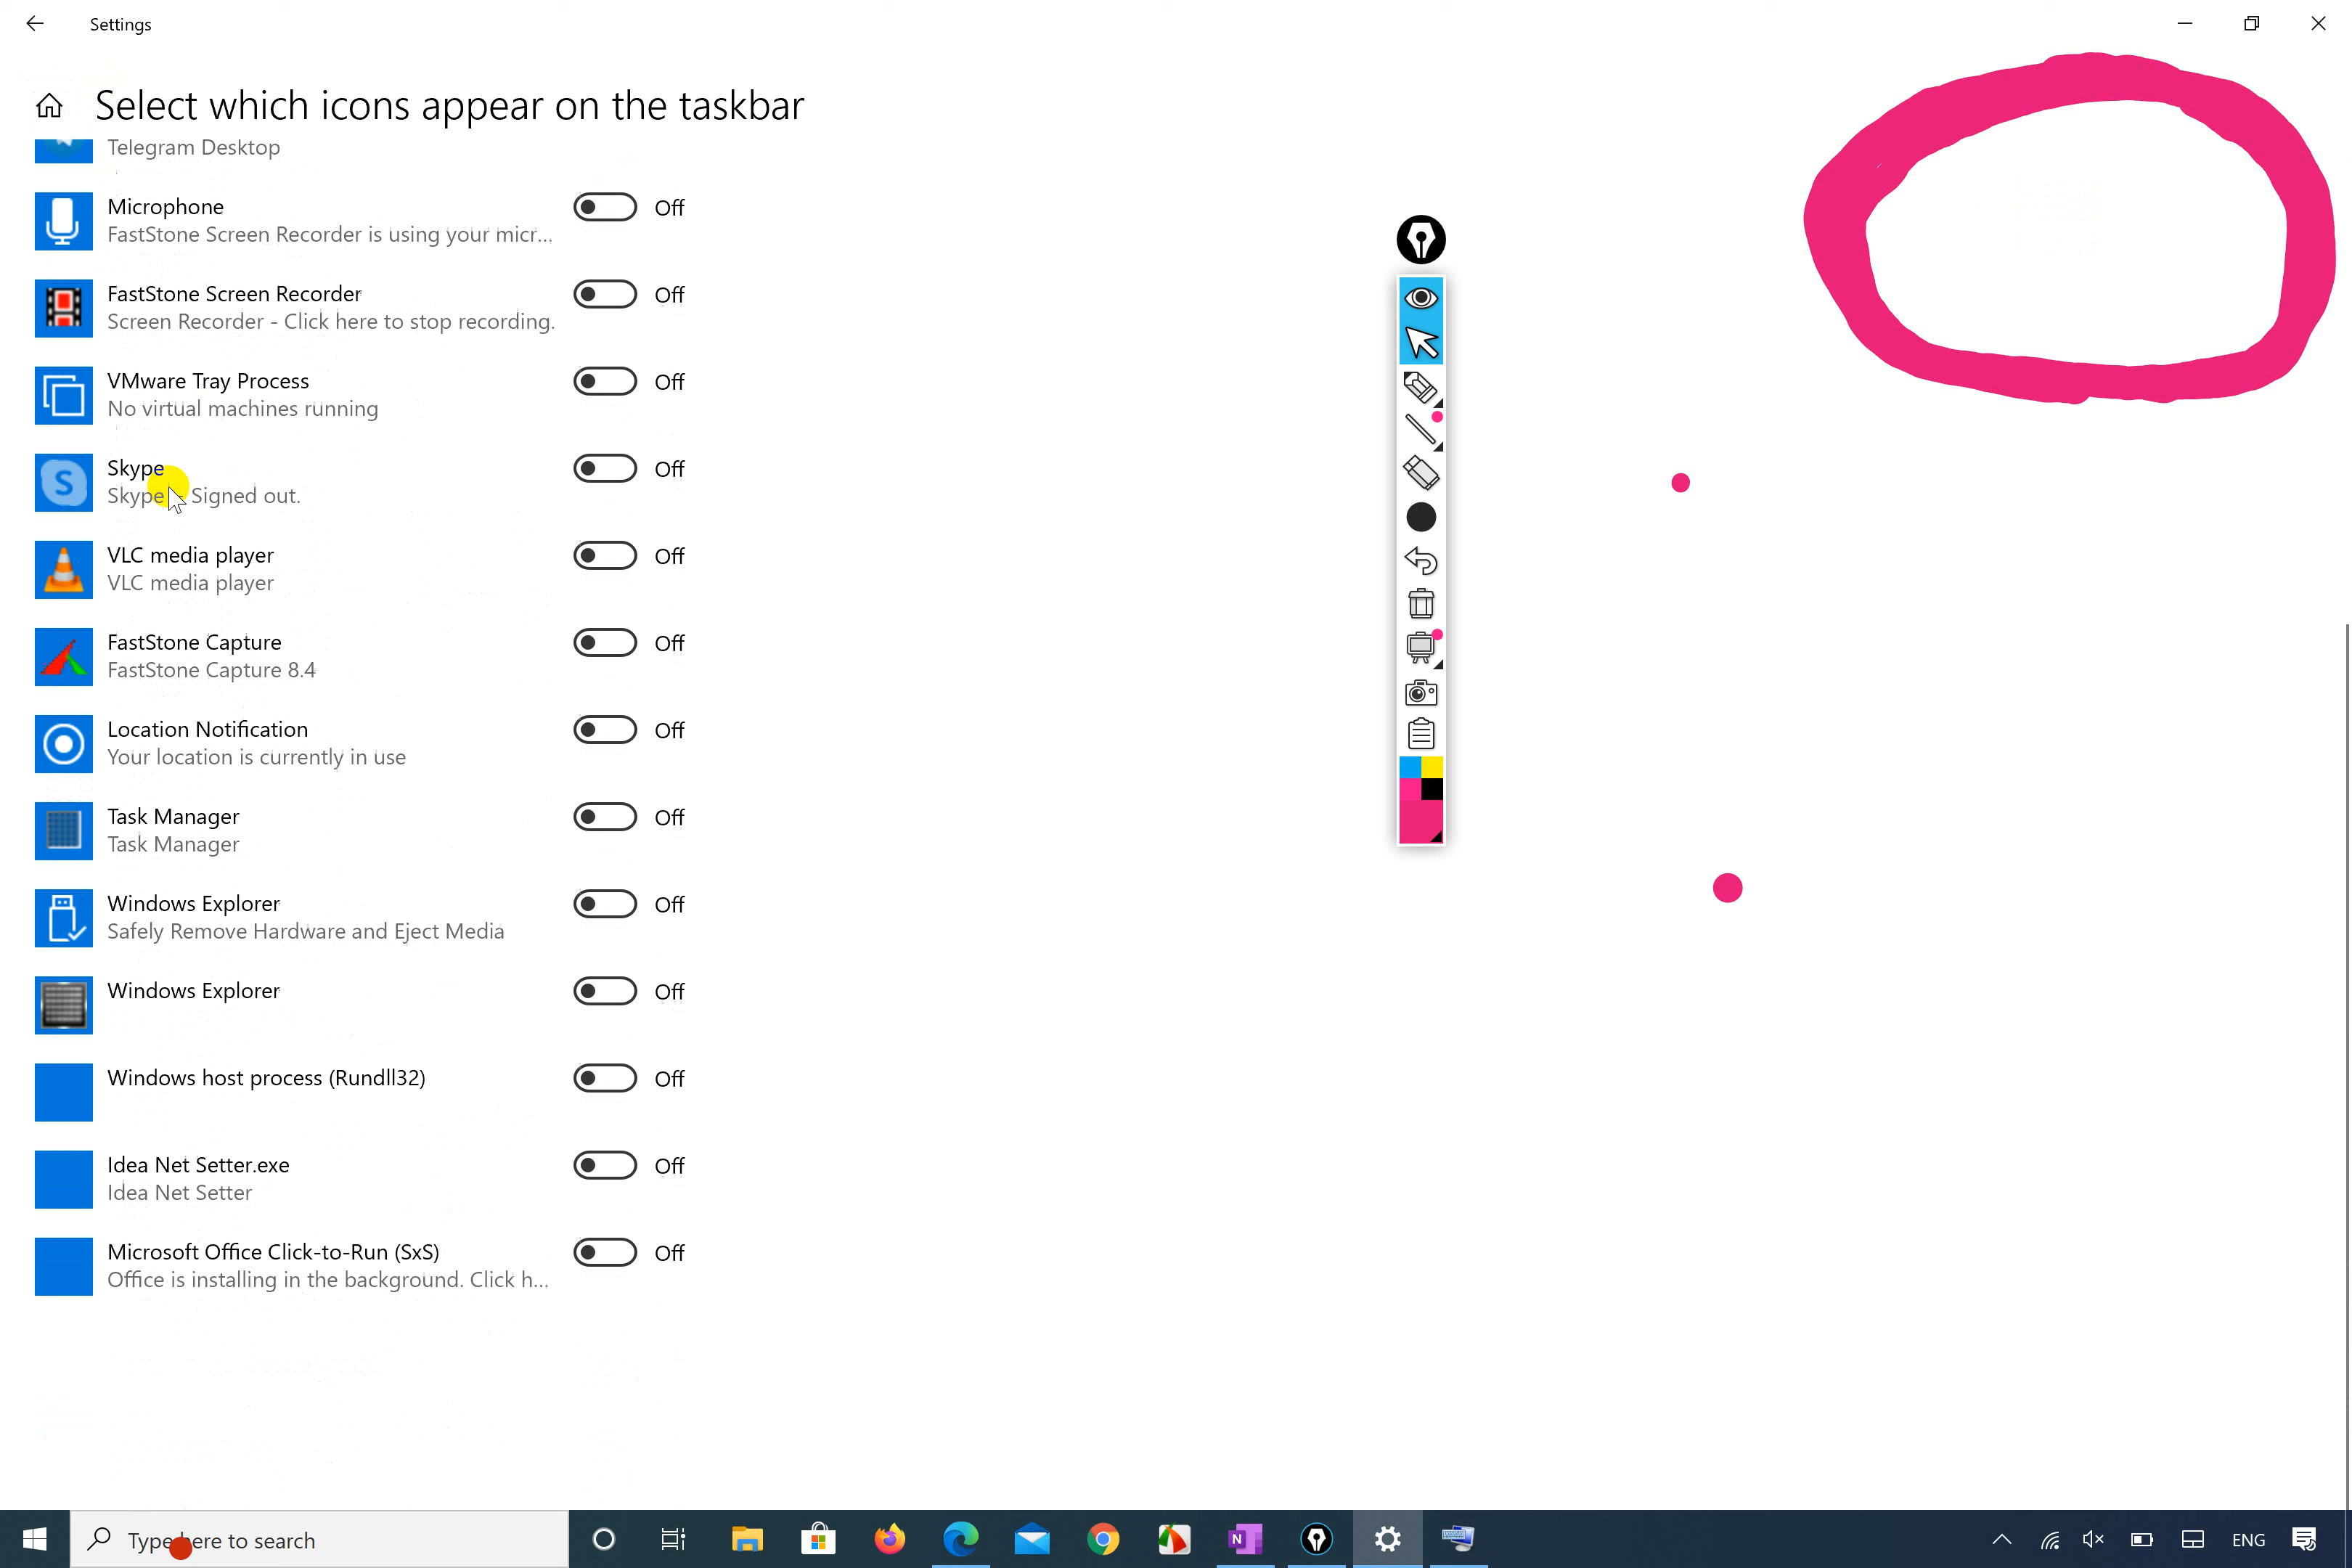 Settings
Select which icons appear on the taskbar
Telegram Desktop
Microphone
Off
FastStone Screen Recorder is using your micr...
FastStone Screen Recorder
Off
Screen Recorder - Click here to stop recording.
VMware Tray Process
Off
No virtual machines running
Skype
Off
Skype - Signed out.
VLC media player
Off
VLC media player
FastStone Capture
Off
FastStone Capture 8.4
Location Notification
Off
Your location is currently in use
Task Manager
Off
Task Manager
Windows Explorer
Off
Safely Remove Hardware and Eject Media
Windows Explorer
Off
Windows host process (Rundll32)
Off
Idea Net Setter.exe
Off
Idea Net Setter
Microsoft Office Click-to-Run (SxS)
Off
Office is installing in the background. Click h...
Type here to search
ENG